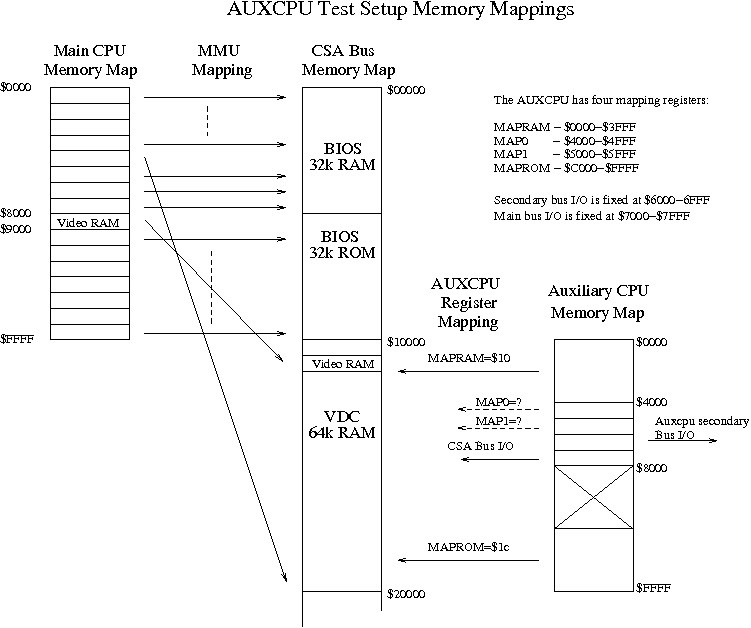 AUXCPU Test Setup Memory Mappings
Main CPU
Memory Map
MMU
Mapping
CSA Bus
Memory Map
$0000
$8000
$9000
$FFFF
Video RAM
$00000
BIOS
32k RAM
BIOS
32k ROM
$10000
Video RAM
VDC
64k RAM
$20000
The AUXCPU has four mapping registers:
MAPRAM – $0000–$3FFF
MAP0 – $4000–$4FFF
MAP1 – $5000–$5FFF
MAPROM – $C000–$FFFF
Secondary bus I/O is fixed at $6000–6FFF
Main bus I/O is fixed at $7000–$7FFF
AUXCPU
Register
Mapping
Auxiliary CPU
Memory Map
MAPRAM=$10
MAP0=?
MAP1=?
CSA Bus I/O
MAPROM=$1c
$0000
$4000
Auxcpu secondary
Bus I/O
$8000
$FFFF